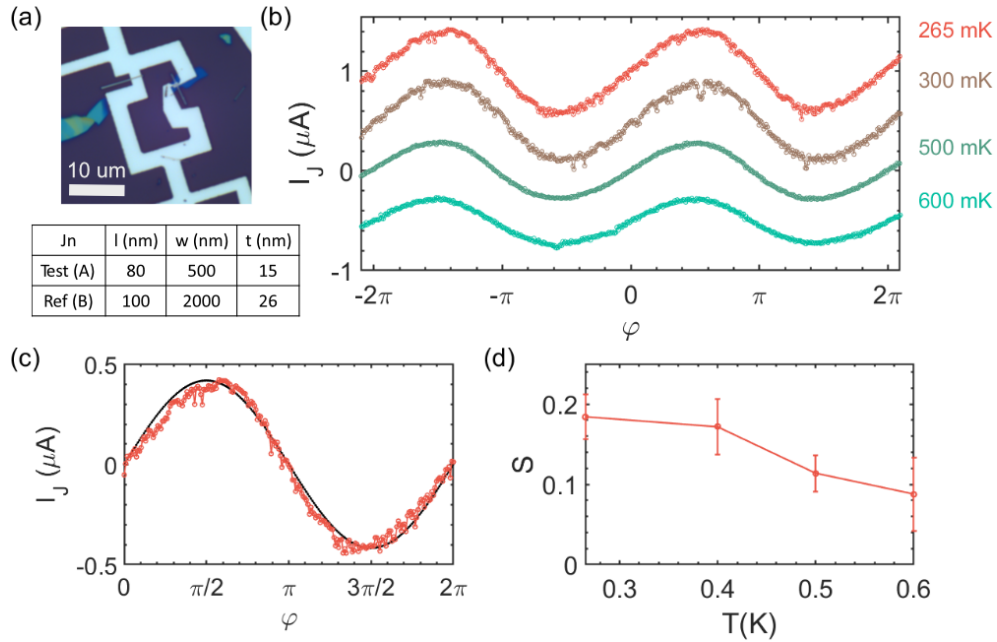 (a)
10 um
Jn l (nm) w (nm) t (nm)
Test (A) 80 500 15
Ref (B) 100 2000 26
(b)
I_J (μA)
1
0
-1
-2π -π 0 π 2π
φ
265 mK
300 mK
500 mK
600 mK
(c)
I_J (μA)
0.5
0
-0.5
0 π/2 π 3π/2 2π
φ
(d)
S
0.2
0.1
0
0.3 0.4 0.5 0.6
T(K)